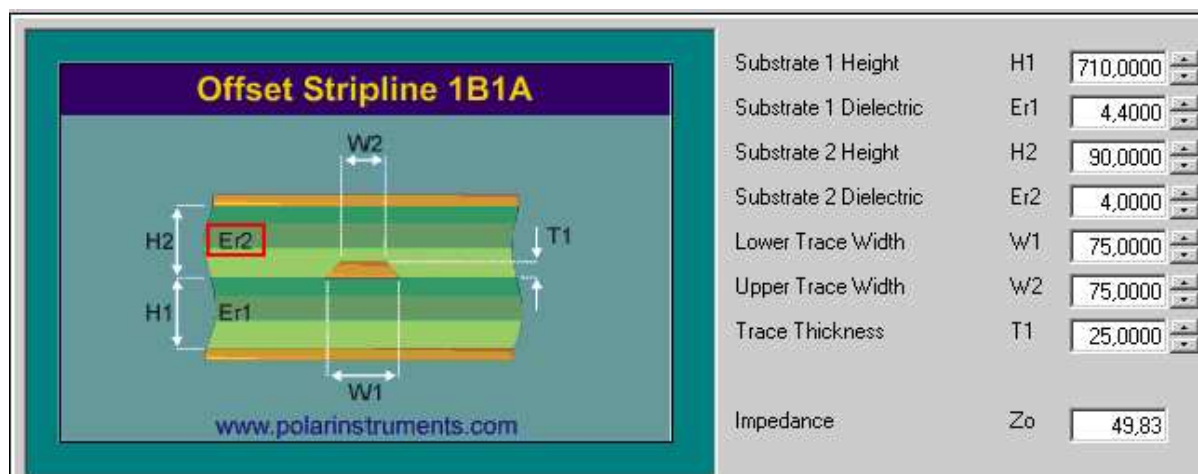 Offset Stripline 1B1A
W2
H2
Er2
T1
H1
Er1
W1
www.polarinstruments.com
Substrate 1 Height H1 710,0000
Substrate 1 Dielectric Er1 4,4000
Substrate 2 Height H2 90,0000
Substrate 2 Dielectric Er2 4,0000
Lower Trace Width W1 75,0000
Upper Trace Width W2 75,0000
Trace Thickness T1 25,0000
Impedance Zo 49,83